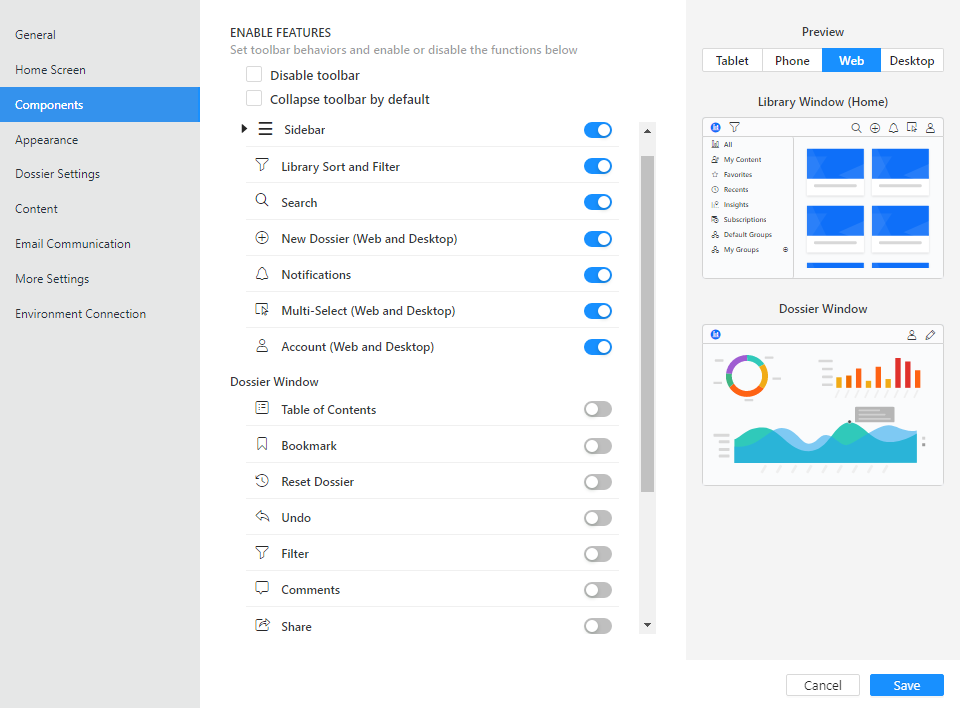 General
Home Screen
Components
Appearance
Dossier Settings
Content
Email Communication
More Settings
Environment Connection
ENABLE FEATURES
Set toolbar behaviors and enable or disable the functions below
Disable toolbar
Collapse toolbar by default
Sidebar
Library Sort and Filter
Search
New Dossier (Web and Desktop)
Notifications
Multi-Select (Web and Desktop)
Account (Web and Desktop)
Dossier Window
Table of Contents
Bookmark
Reset Dossier
Undo
Filter
Comments
Share
Preview
Tablet Phone Web Desktop
Library Window (Home)
All
My Content
Favorites
Recents
Insights
Subscriptions
Default Groups
My Groups
Dossier Window
Cancel Save